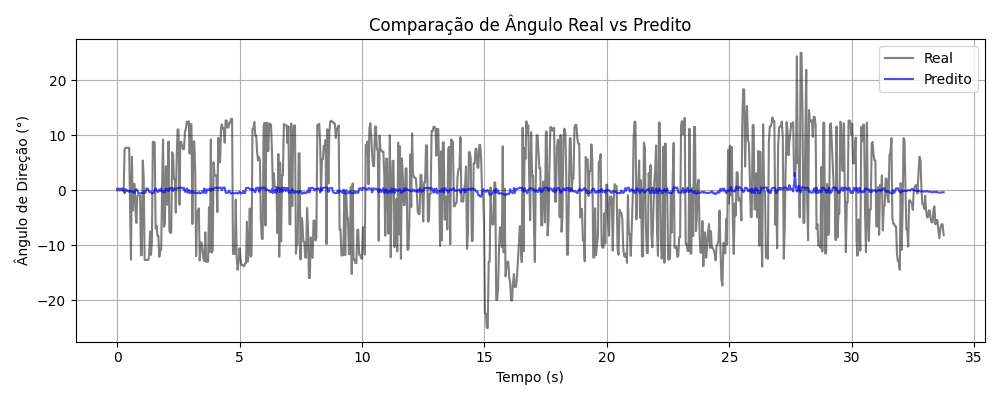 Comparação de Ângulo Real vs Predito
Real
Predito
Ângulo de Direção (°)
20
10
0
−10
−20
0
5
10
15
20
25
30
35
Tempo (s)